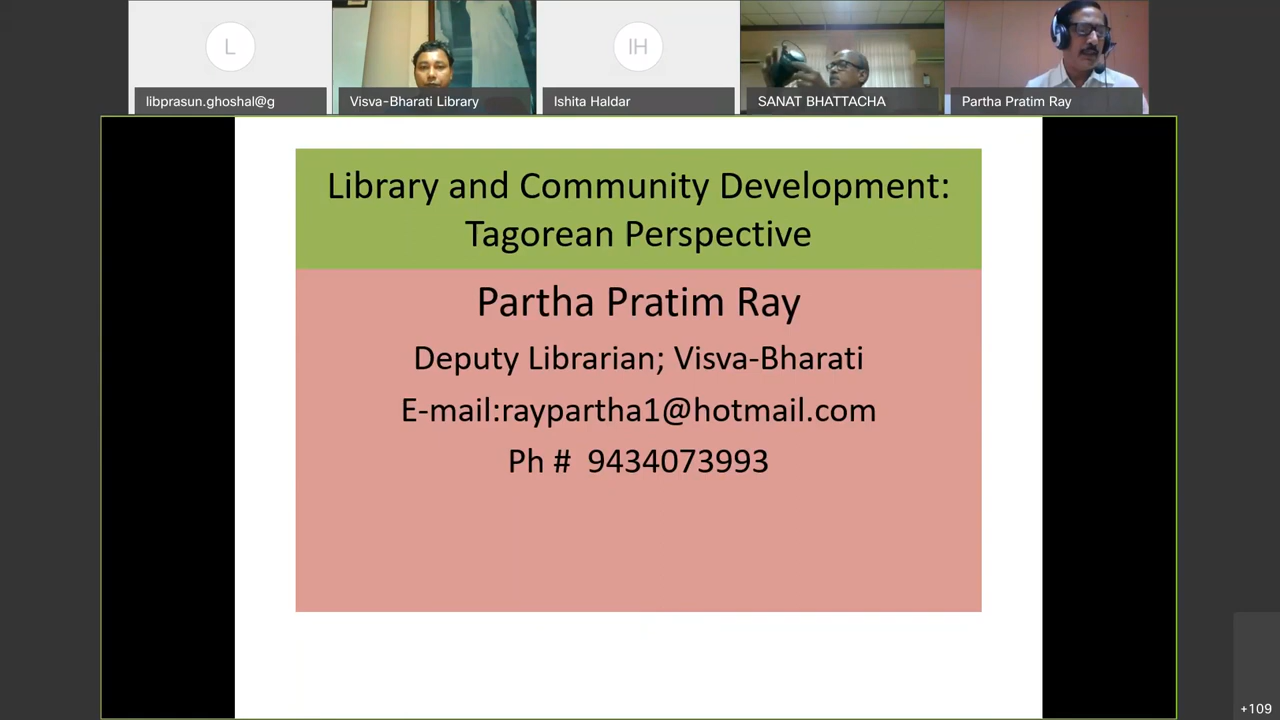 L
IH
libprasun.ghoshal@g
Visva-Bharati Library
Ishita Haldar
SANAT BHATTACHA
Partha Pratim Ray
Library and Community Development:
Tagorean Perspective
Partha Pratim Ray
Deputy Librarian; Visva-Bharati
E-mail:raypartha1@hotmail.com
Ph # 9434073993
+109